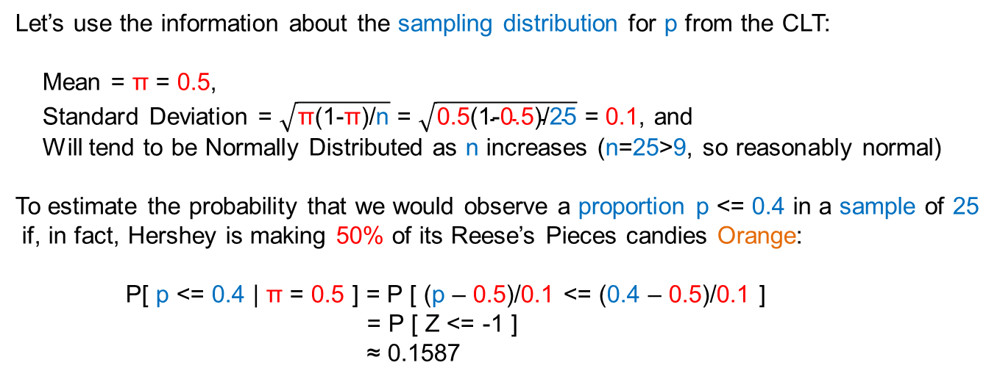 Let's use the information about the sampling distribution for p from the CLT:
Mean = π = 0.5,
Standard Deviation = √π(1-π)/n = √0.5(1-0.5)/25 = 0.1, and
Will tend to be Normally Distributed as n increases (n=25>9, so reasonably normal)
To estimate the probability that we would observe a proportion p <= 0.4 in a sample of 25
if, in fact, Hershey is making 50% of its Reese's Pieces candies Orange:
P[ p <= 0.4 | π = 0.5 ] = P [ (p – 0.5)/0.1 <= (0.4 – 0.5)/0.1 ]
= P [ Z <= -1 ]
≈ 0.1587